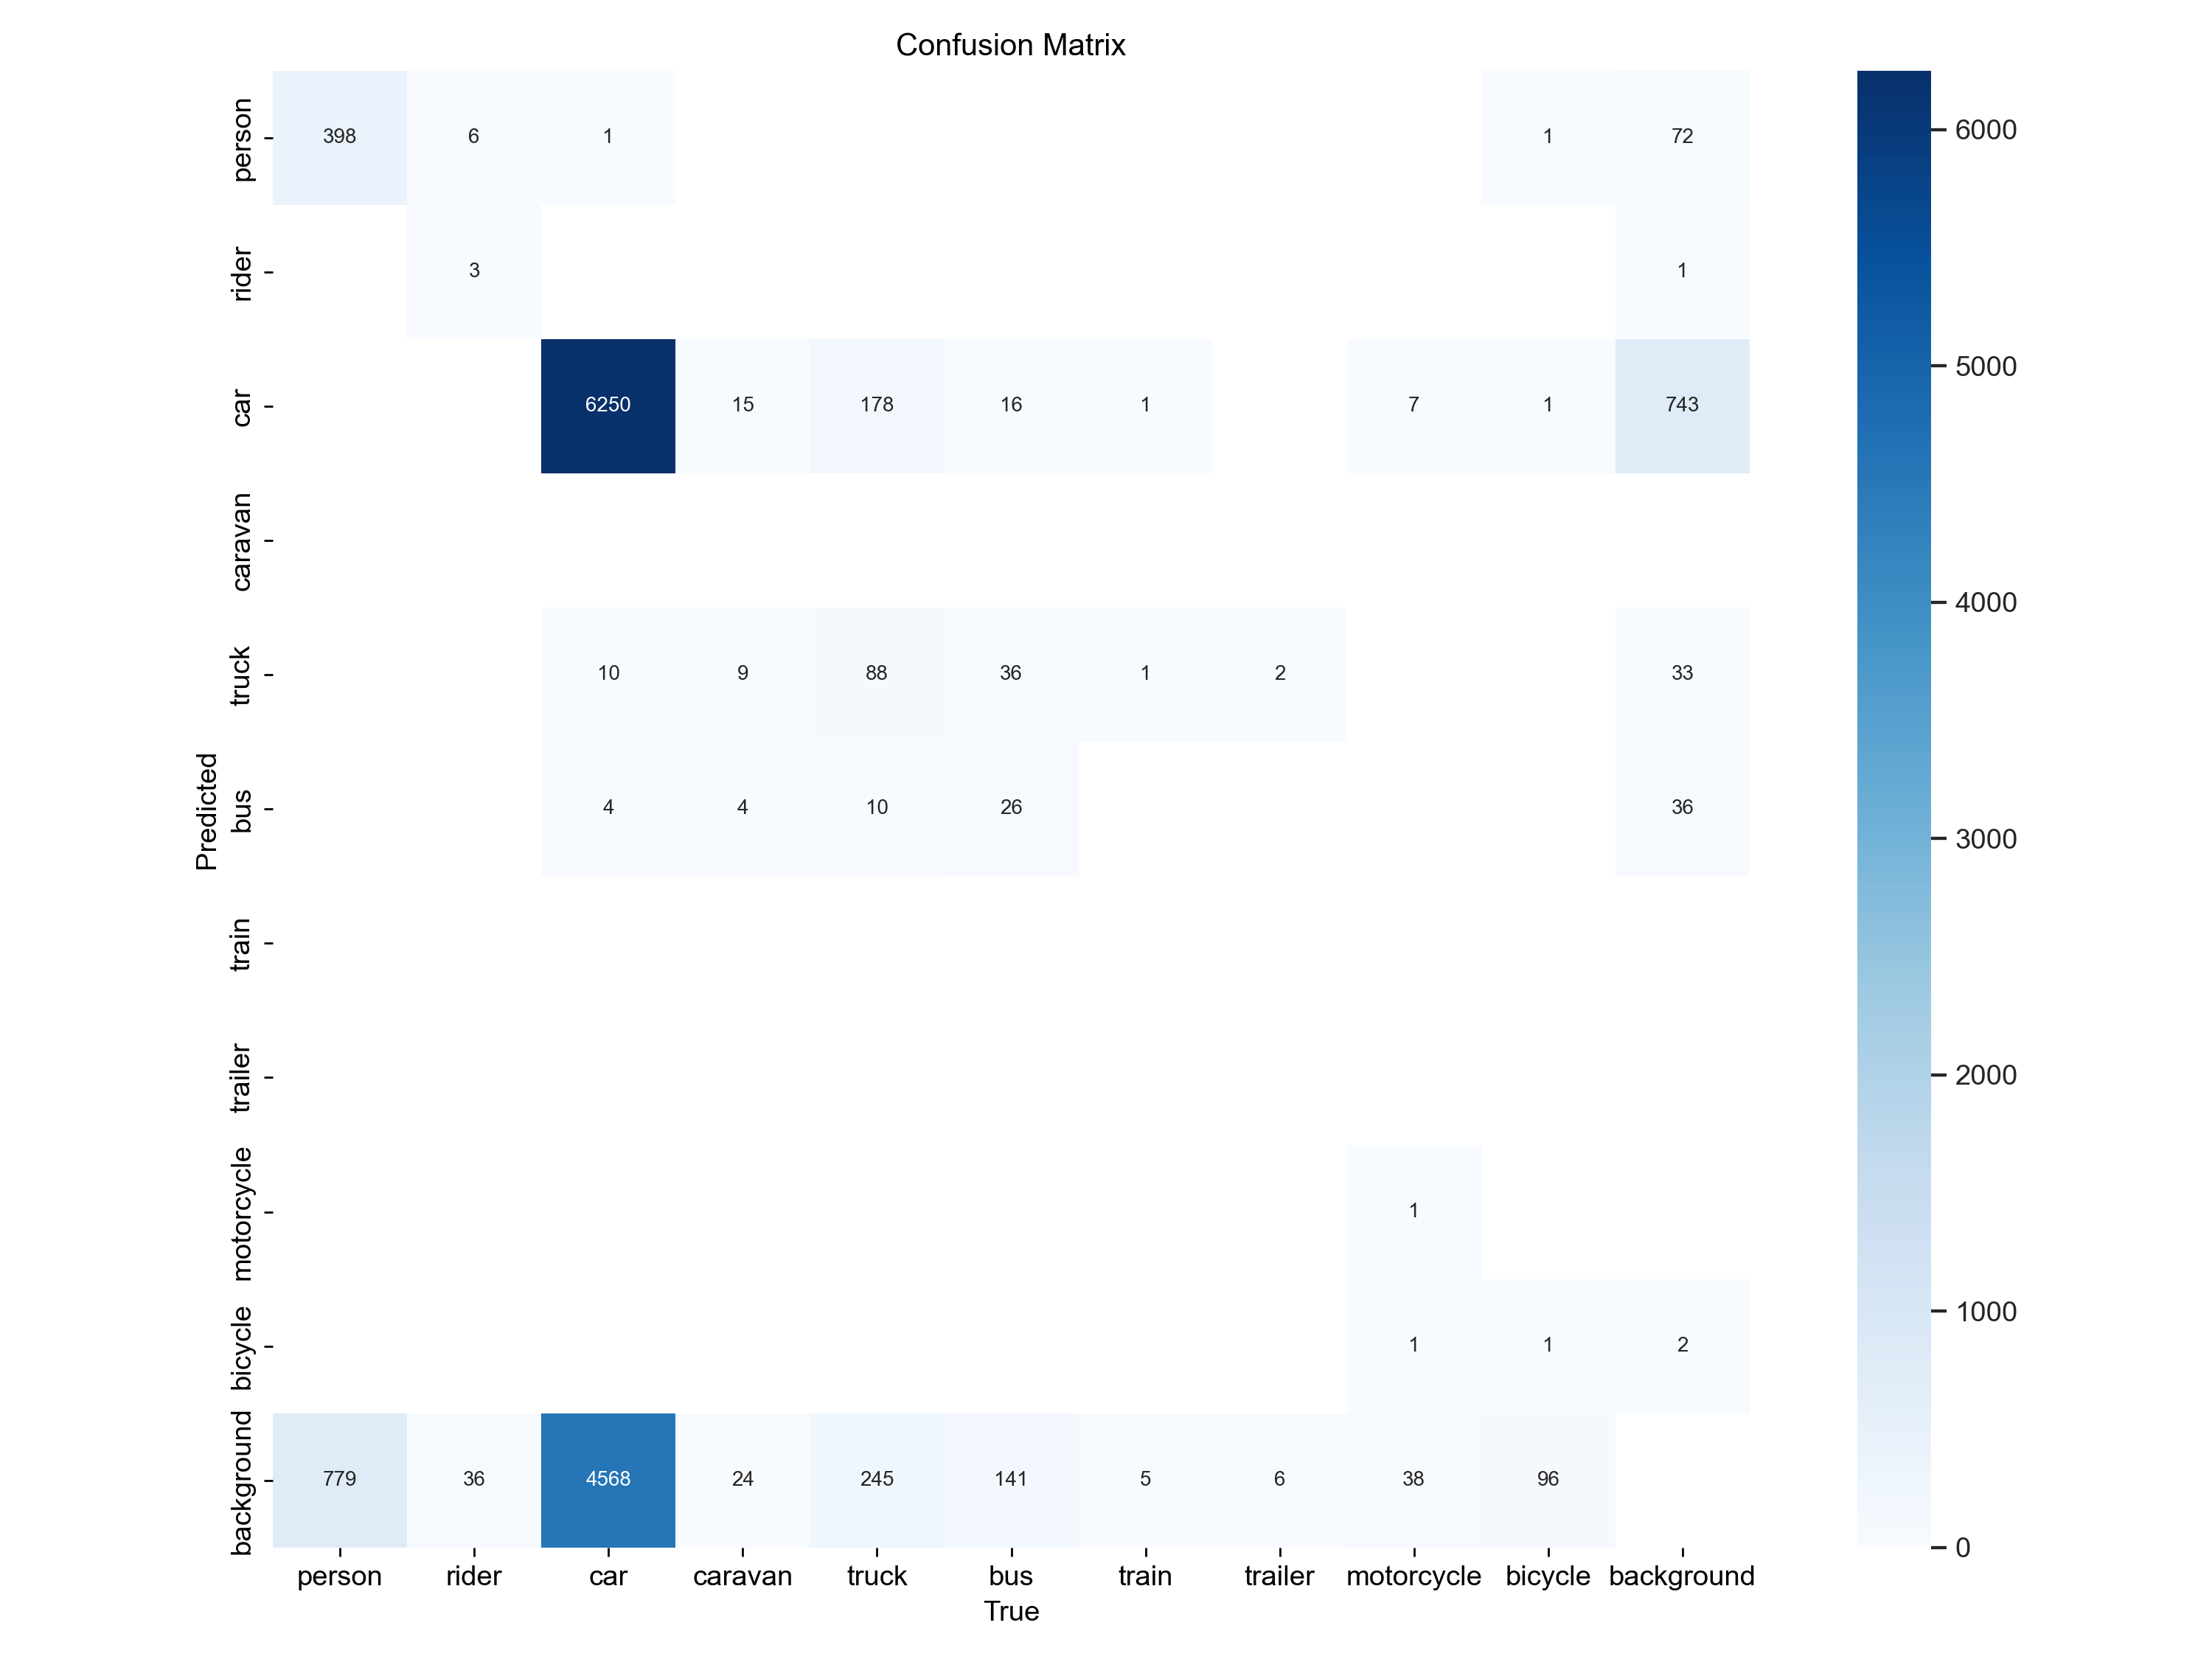 Confusion Matrix
person 398 6 1 1 72
rider 3 1
car 6250 15 178 16 1 7 1 743
caravan
truck 10 9 88 36 1 2 33
bus 4 4 10 26 36
train
trailer
motorcycle 1
bicycle 1 1 2
background 779 36 4568 24 245 141 5 6 38 96
Predicted
person rider car caravan truck bus train trailer motorcycle bicycle background
True
6000
5000
4000
3000
2000
1000
0